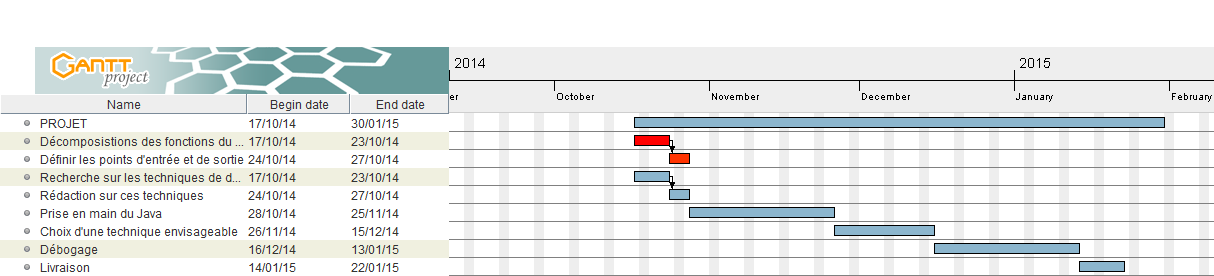 GANTT project
2014 2015
er October November December January February
Name Begin date End date
PROJET 17/10/14 30/01/15
Décomposistions des fonctions du ... 17/10/14 23/10/14
Définir les points d'entrée et de sortie 24/10/14 27/10/14
Recherche sur les techniques de d... 17/10/14 23/10/14
Rédaction sur ces techniques 24/10/14 27/10/14
Prise en main du Java 28/10/14 25/11/14
Choix d'une technique envisageable 26/11/14 15/12/14
Débogage 16/12/14 13/01/15
Livraison 14/01/15 22/01/15